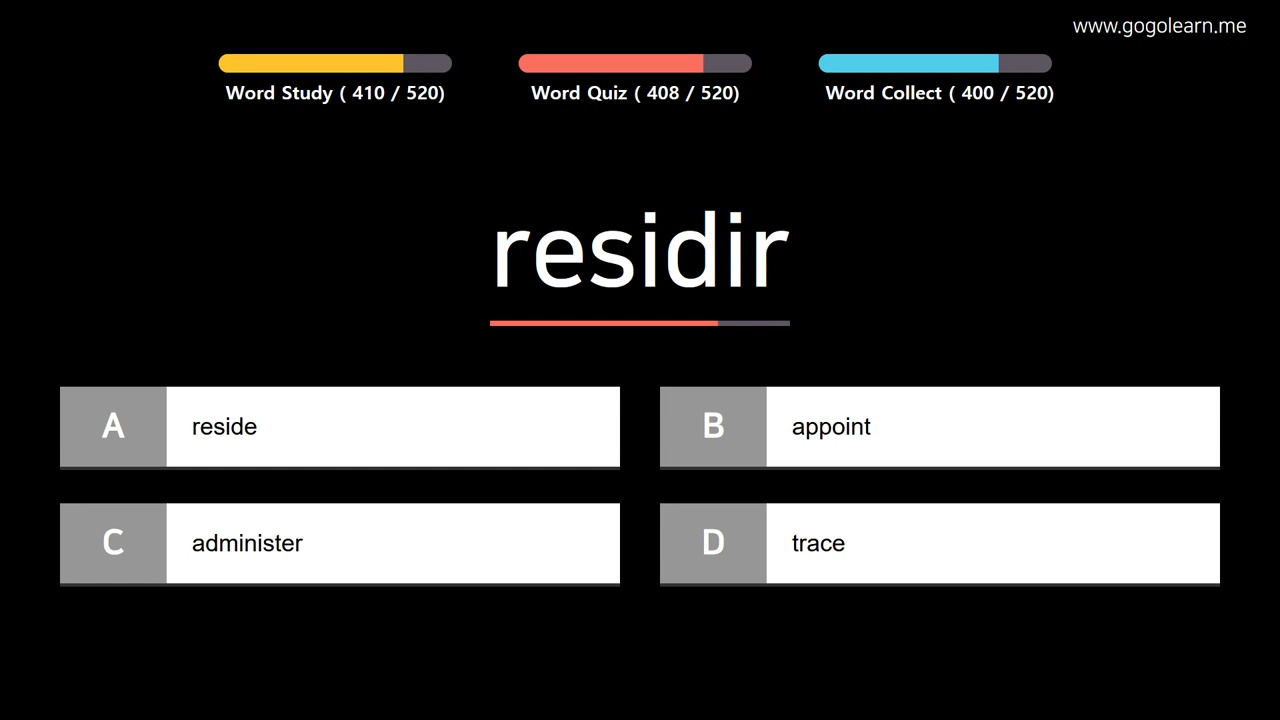 www.gogolearn.me
Word Study ( 410 / 520)
Word Quiz ( 408 / 520)
Word Collect ( 400 / 520)
residir
A reside
B appoint
C administer
D trace